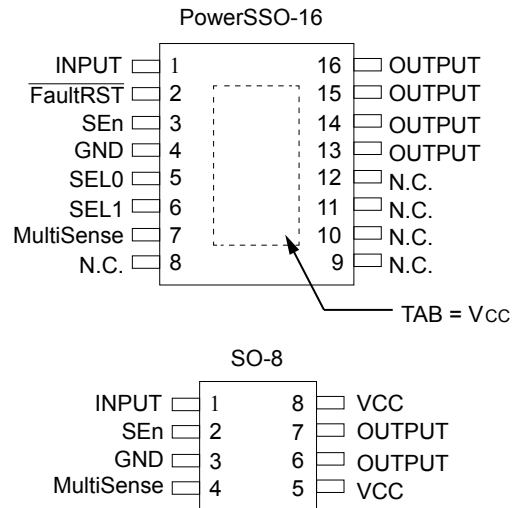 PowerSSO-16
INPUT 1 16 OUTPUT
FaultRST 2 15 OUTPUT
SEn 3 14 OUTPUT
GND 4 13 OUTPUT
SEL0 5 12 N.C.
SEL1 6 11 N.C.
MultiSense 7 10 N.C.
N.C. 8 9 N.C.
TAB = VCC
SO-8
INPUT 1 8 VCC
SEn 2 7 OUTPUT
GND 3 6 OUTPUT
MultiSense 4 5 VCC